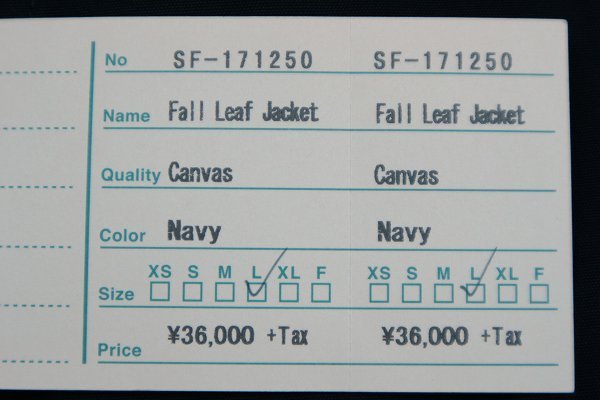 No SF-171250 SF-171250
Name Fall Leaf Jacket Fall Leaf Jacket
Quality Canvas Canvas
Color Navy Navy
XS S M L XL F XS S M L XL F
Size
Price ¥36,000 +Tax ¥36,000 +Tax